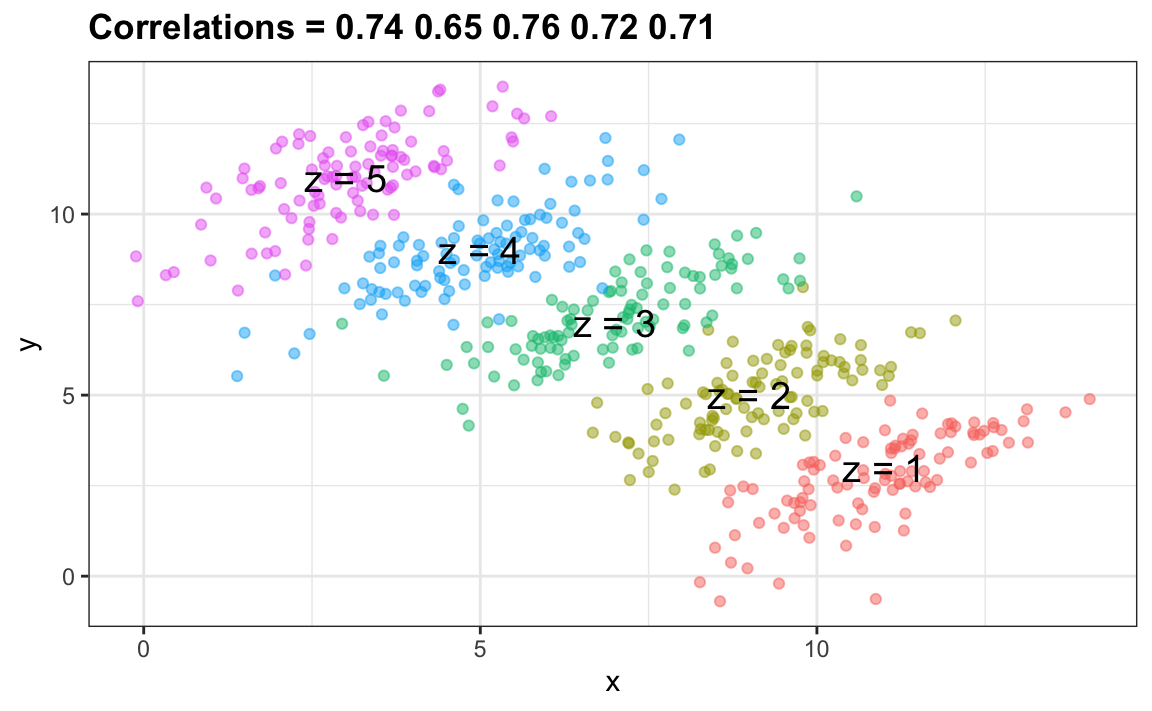 Correlations = 0.74 0.65 0.76 0.72 0.71
y
10
5
0
z = 5
z = 4
z = 3
z = 2
z = 1
0 5 10
x